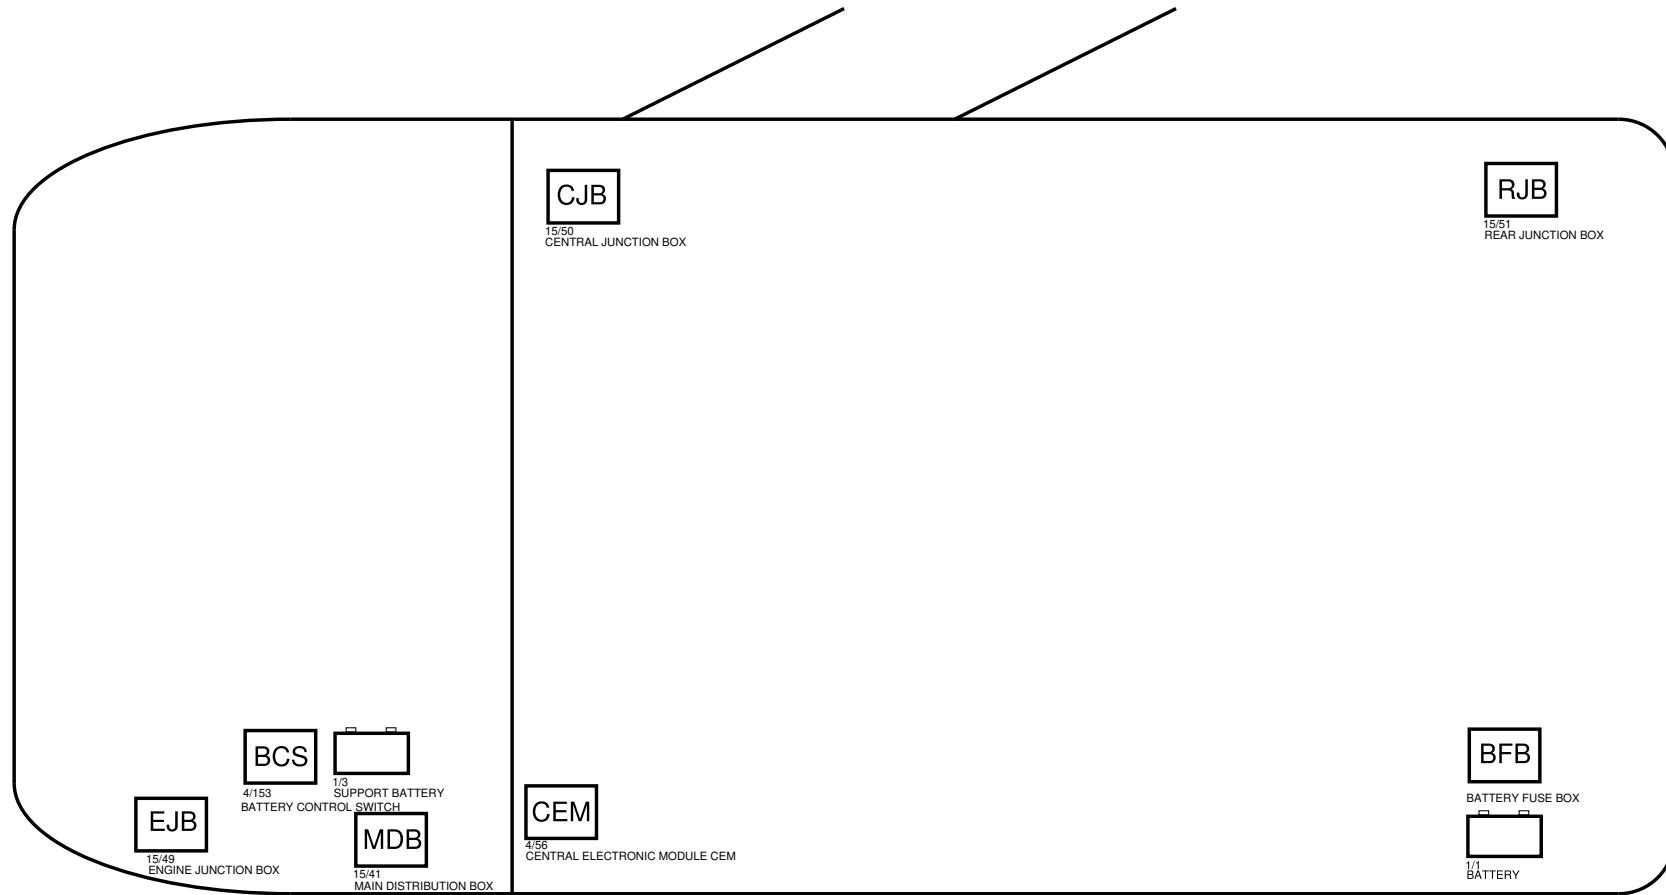 CJB
15/50
CENTRAL JUNCTION BOX
RJB
15/51
REAR JUNCTION BOX
BCS
4/153
BATTERY CONTROL SWITCH
1/3
SUPPORT BATTERY
EJB
15/49
ENGINE JUNCTION BOX
MDB
15/41
MAIN DISTRIBUTION BOX
CEM
4/56
CENTRAL ELECTRONIC MODULE CEM
BFB
BATTERY FUSE BOX
1/1
BATTERY